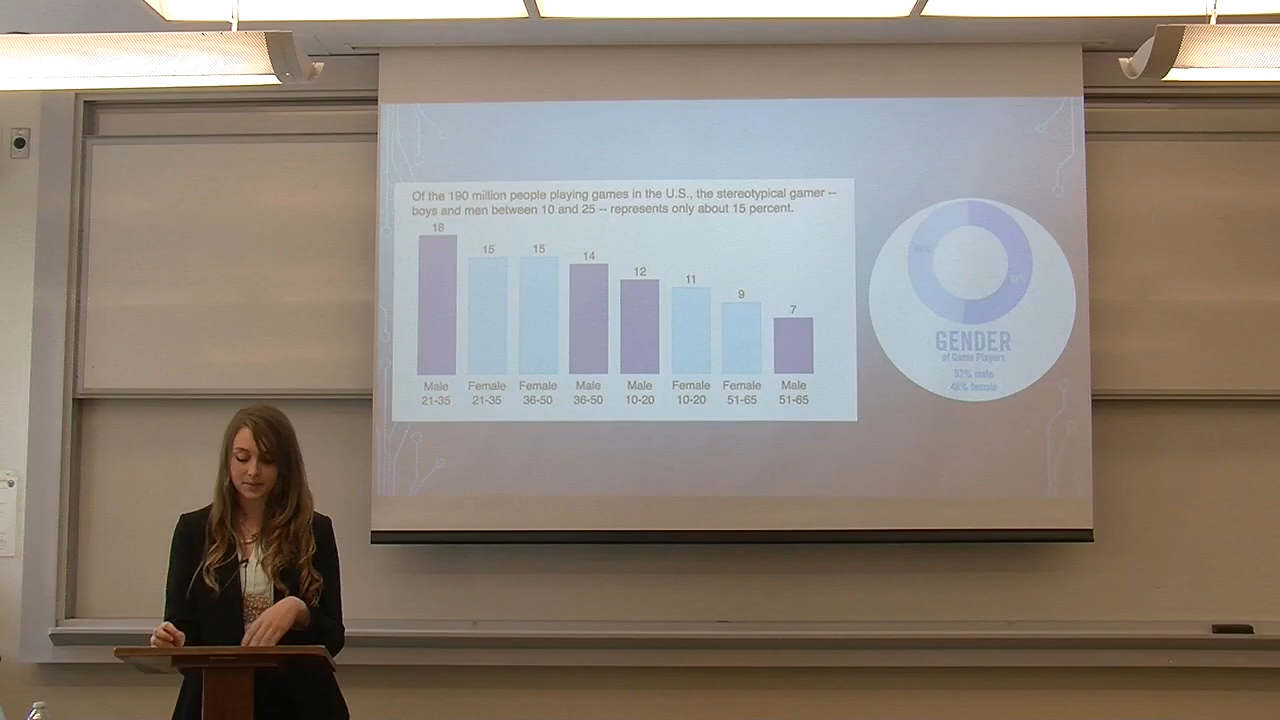 Of the 190 million people playing games in the U.S., the stereotypical gamer --
boys and men between 10 and 25 -- represents only about 15 percent.
18 15 15 14 12 11 9 7
Male Female Female Male Male Female Female Male
21-35 21-35 36-50 36-50 10-20 10-20 51-65 51-65
GENDER
of Game Players
52% male
48% female